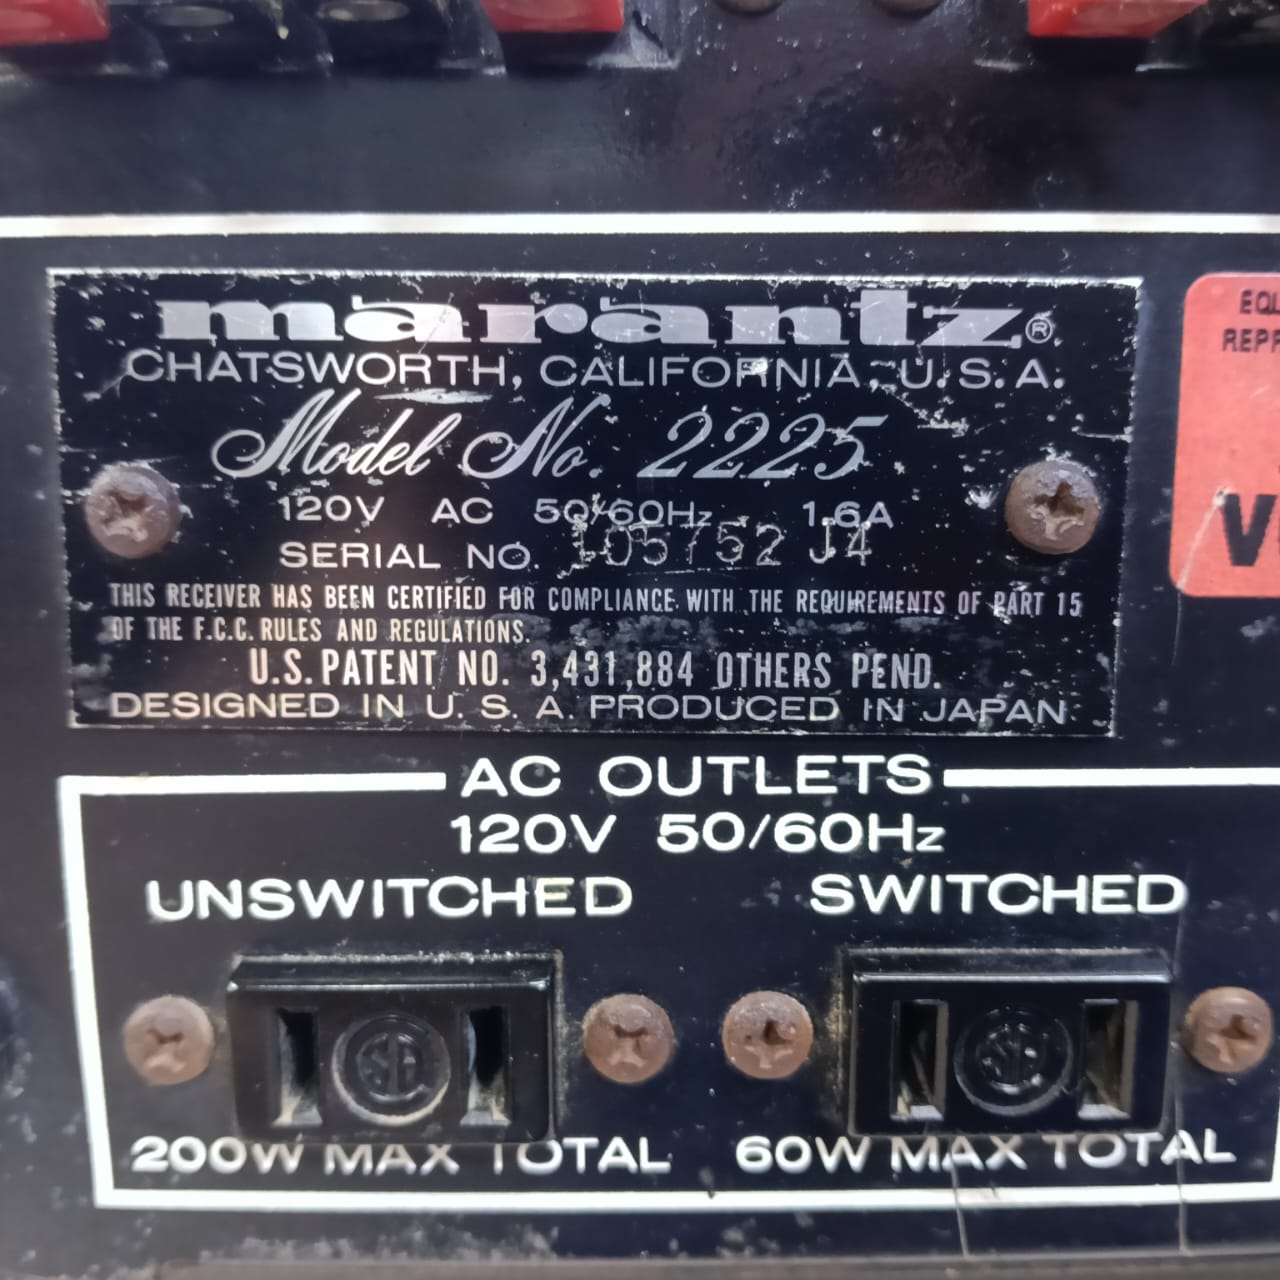 marantz®
CHATSWORTH, CALIFORNIA, U.S.A.
Model No. 2225
120V AC 50/60Hz 1.6A
SERIAL NO. 105752 J4
THIS RECEIVER HAS BEEN CERTIFIED FOR COMPLIANCE WITH THE REQUIREMENTS OF PART 15
OF THE F.C.C. RULES AND REGULATIONS.
U.S. PATENT NO. 3,431,884 OTHERS PEND.
DESIGNED IN U.S.A. PRODUCED IN JAPAN
AC OUTLETS
120V 50/60Hz
UNSWITCHED SWITCHED
200W MAX TOTAL 60W MAX TOTAL